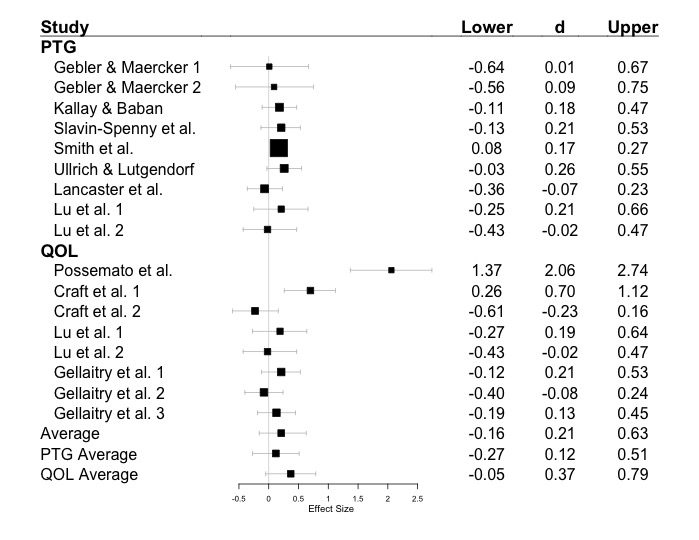 Study Lower d Upper
PTG
Gebler & Maercker 1 -0.64 0.01 0.67
Gebler & Maercker 2 -0.56 0.09 0.75
Kallay & Baban -0.11 0.18 0.47
Slavin-Spenny et al. -0.13 0.21 0.53
Smith et al. 0.08 0.17 0.27
Ullrich & Lutgendorf -0.03 0.26 0.55
Lancaster et al. -0.36 -0.07 0.23
Lu et al. 1 -0.25 0.21 0.66
Lu et al. 2 -0.43 -0.02 0.47
QOL
Possemato et al. 1.37 2.06 2.74
Craft et al. 1 0.26 0.70 1.12
Craft et al. 2 -0.61 -0.23 0.16
Lu et al. 1 -0.27 0.19 0.64
Lu et al. 2 -0.43 -0.02 0.47
Gellaitry et al. 1 -0.12 0.21 0.53
Gellaitry et al. 2 -0.40 -0.08 0.24
Gellaitry et al. 3 -0.19 0.13 0.45
Average -0.16 0.21 0.63
PTG Average -0.27 0.12 0.51
QOL Average -0.05 0.37 0.79
-0.5 0 0.5 1 1.5 2 2.5
Effect Size